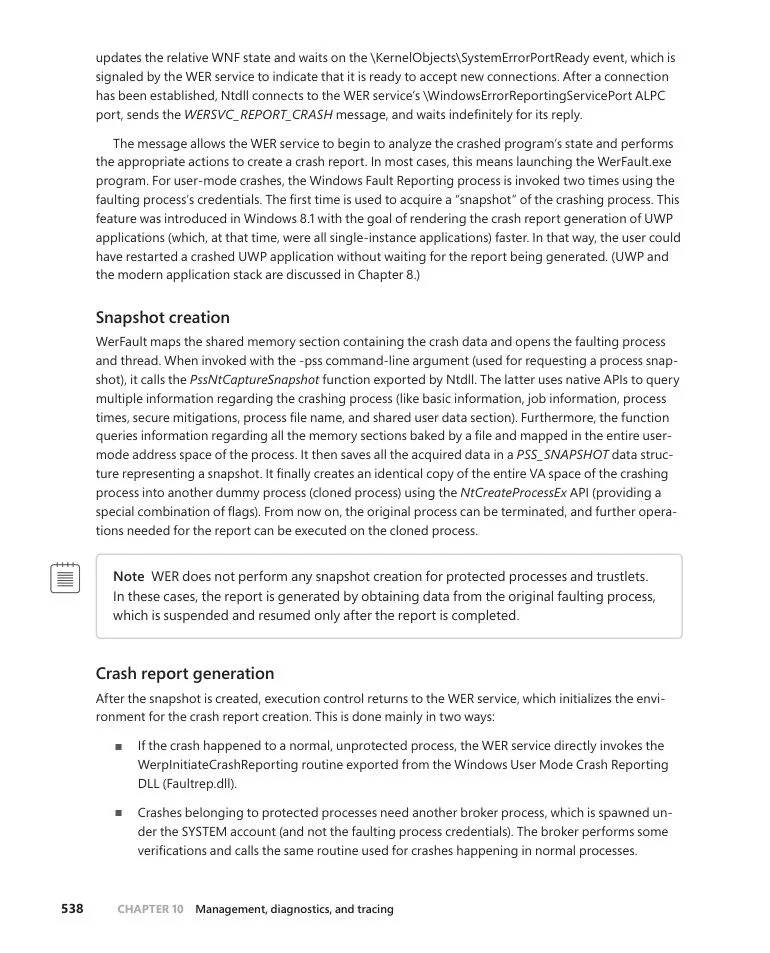 updates the relative WNF state and waits on the \KernelObjects\SystemErrorPortReady event, which is
signaled by the WER service to indicate that it is ready to accept new connections. After a connection
has been established, Ntdll connects to the WER service’s \WindowsErrorReportingServicePort ALPC
port, sends the WERSVC_REPORT_CRASH message, and waits indefinitely for its reply.
The message allows the WER service to begin to analyze the crashed program’s state and performs
the appropriate actions to create a crash report. In most cases, this means launching the WerFault.exe
program. For user-mode crashes, the Windows Fault Reporting process is invoked two times using the
faulting process’s credentials. The first time is used to acquire a “snapshot” of the crashing process. This
feature was introduced in Windows 8.1 with the goal of rendering the crash report generation of UWP
applications (which, at that time, were all single-instance applications) faster. In that way, the user could
have restarted a crashed UWP application without waiting for the report being generated. (UWP and
the modern application stack are discussed in Chapter 8.)
Snapshot creation
WerFault maps the shared memory section containing the crash data and opens the faulting process
and thread. When invoked with the -pss command-line argument (used for requesting a process snap-
shot), it calls the PssNtCaptureSnapshot function exported by Ntdll. The latter uses native APIs to query
multiple information regarding the crashing process (like basic information, job information, process
times, secure mitigations, process file name, and shared user data section). Furthermore, the function
queries information regarding all the memory sections baked by a file and mapped in the entire user-
mode address space of the process. It then saves all the acquired data in a PSS_SNAPSHOT data struc-
ture representing a snapshot. It finally creates an identical copy of the entire VA space of the crashing
process into another dummy process (cloned process) using the NtCreateProcessEx API (providing a
special combination of flags). From now on, the original process can be terminated, and further opera-
tions needed for the report can be executed on the cloned process.
Note WER does not perform any snapshot creation for protected processes and trustlets.
In these cases, the report is generated by obtaining data from the original faulting process,
which is suspended and resumed only after the report is completed.
Crash report generation
After the snapshot is created, execution control returns to the WER service, which initializes the envi-
ronment for the crash report creation. This is done mainly in two ways:
■ If the crash happened to a normal, unprotected process, the WER service directly invokes the
WerpInitiateCrashReporting routine exported from the Windows User Mode Crash Reporting
DLL (Faultrep.dll).
■ Crashes belonging to protected processes need another broker process, which is spawned un-
der the SYSTEM account (and not the faulting process credentials). The broker performs some
verifications and calls the same routine used for crashes happening in normal processes.
538 CHAPTER 10 Management, diagnostics, and tracing